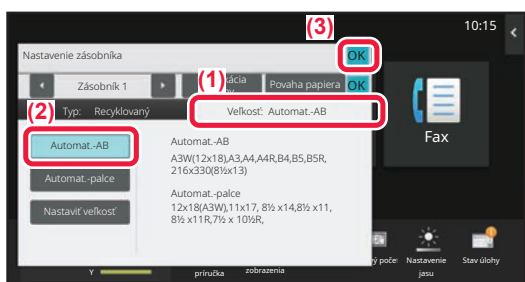 10:15
(3)
Nastavenie zásobníka
OK
Zásobník 1
Povaha papiera
OK
(1)
(2)
Typ: Recyklovaný
Veľkosť: Automat.-AB
Automat.-AB
Automat.-palce
Nastaviť veľkosť
Automat.-AB
A3W(12x18),A3,A4,A4R,B4,B5,B5R,
216x330(8½x13)
Automat.-palce
12x18(A3W),11x17, 8½ x14,8½ x11,
8½ x11R,7½ x 10½R,
Fax
Y
príručka
zobrazenia
Nastavenie
jasu
Stav úlohy